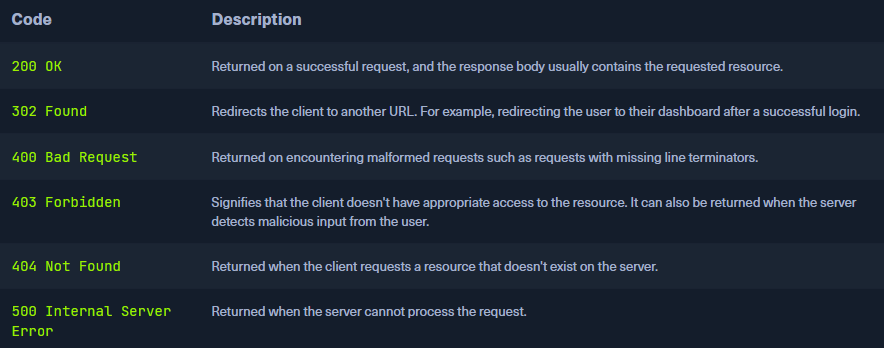 Code Description
200 OK Returned on a successful request, and the response body usually contains the requested resource.
302 Found Redirects the client to another URL. For example, redirecting the user to their dashboard after a successful login.
400 Bad Request Returned on encountering malformed requests such as requests with missing line terminators.
403 Forbidden Signifies that the client doesn't have appropriate access to the resource. It can also be returned when the server
detects malicious input from the user.
404 Not Found Returned when the client requests a resource that doesn't exist on the server.
500 Internal Server Returned when the server cannot process the request.
Error